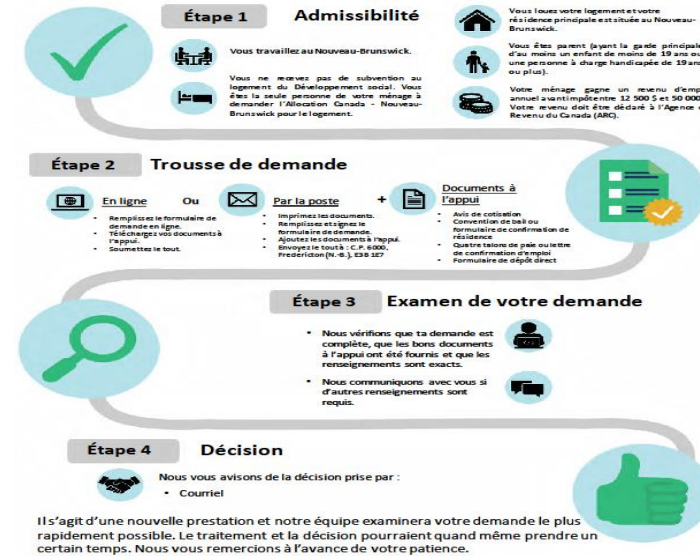 Étape 1
Admissibilité
Vous travaillez au Nouveau-Brunswick.
Vous ne recevez pas de subvention au
logement du Développement social. Vous
êtes la seule personne de votre ménage à
demander l'Allocation Canada - Nouveau-
Brunswick pour le logement.
Vous louez votre logement et votre
résidence principale est située au Nouveau-
Brunswick.
Vous êtes parent (ayant la garde principale
d'au moins un enfant de moins de 19 ans ou
une personne à charge handicapée de 19 ans
ou plus).
Votre ménage gagne un revenu
annuel avant impôt entre 12 500 $ et 50 000
Votre revenu doit être déclaré à l'Agence
Revenu du Canada (ARC).
Étape 2
Trousse de demande
En ligne
• Remplissez le formulaire de
demande en ligne.
• Téléchargez vos documents à
l'appui.
• Soumettez le tout.
Ou
Par la poste
• Imprimez les documents.
• Remplissez et signez le
formulaire de demande.
• Ajoutez les documents à l'appui.
• Envoyez le tout à : C.P. 6000,
Fredericton (N.-B.), E3B 1E7
+
Documents à
l'appui
• Avis de cotisation
• Convention de bail ou
formulaire de confirmation de
résidence
• Quatre talons de paie ou lettre
de confirmation d'emploi
• Formulaire de dépôt direct
Étape 3
Examen de votre demande
• Nous vérifions que ta demande est
complète, que les bons documents
à l'appui ont été fournis et que les
renseignements sont exacts.
• Nous communiquons avec vous si
d'autres renseignements sont
requis.
Étape 4
Décision
Nous vous avisons de la décision prise par :
• Courriel
Il s'agit d'une nouvelle prestation et notre équipe examinera votre demande le plus
rapidement possible. Le traitement et la décision pourraient quand même prendre un
certain temps. Nous vous remercions à l'avance de votre patience.